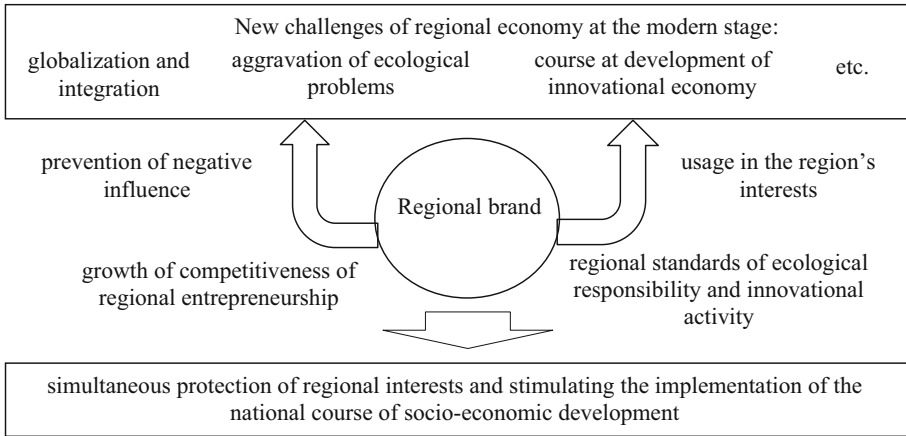 New challenges of regional economy at the modern stage:
globalization and
integration
aggravation of ecological
problems
course at development of
innovational economy
etc.
prevention of negative
influence
usage in the region's
interests
Regional brand
growth of competitiveness of
regional entrepreneurship
regional standards of ecological
responsibility and innovational
activity
simultaneous protection of regional interests and stimulating the implementation of the
national course of socio-economic development